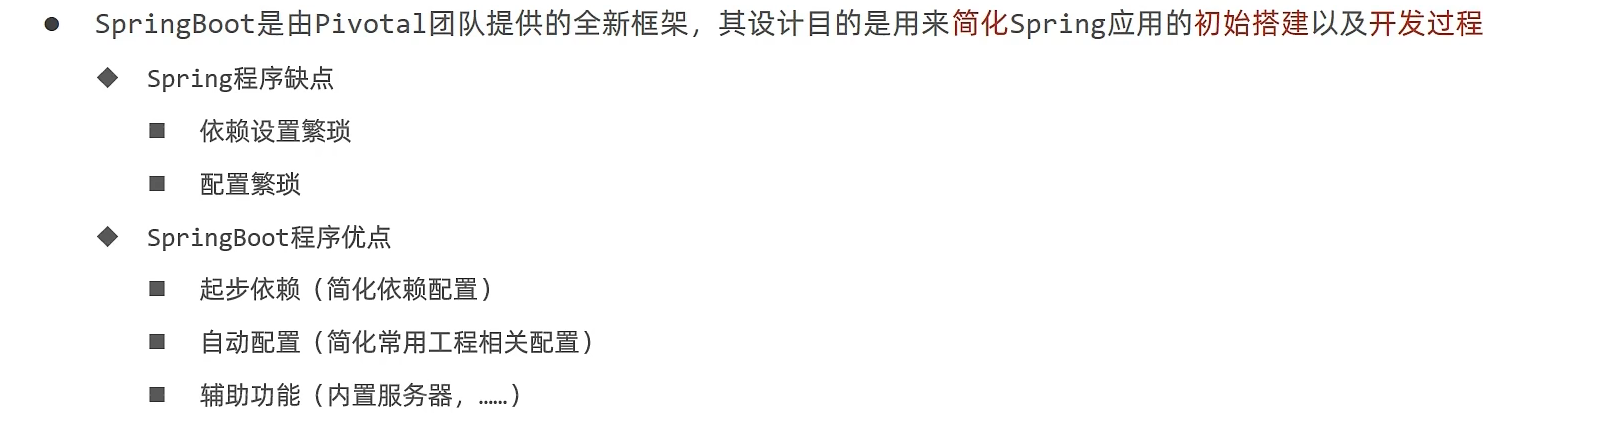 ● SpringBoot是由Pivotal团队提供的全新框架，其设计目的是用来简化Spring应用的初始搭建以及开发过程
◆ Spring程序缺点
■ 依赖设置繁琐
■ 配置繁琐
◆ SpringBoot程序优点
■ 起步依赖（简化依赖配置）
■ 自动配置（简化常用工程相关配置）
■ 辅助功能（内置服务器，……）